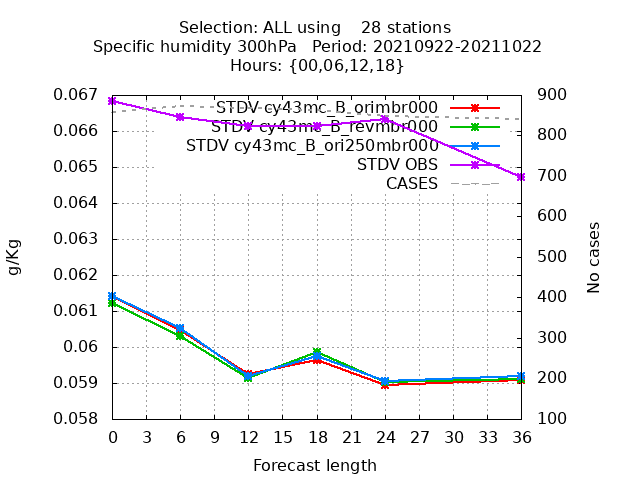 Selection: ALL using    28 stations
Specific humidity 300hPa   Period: 20210922-20211022
Hours: {00,06,12,18}
STDV cy43mc_B_orimbr000
STDV cy43mc_B_revmbr000
STDV cy43mc_B_ori250mbr000
STDV OBS
CASES
0.067
0.066
0.065
0.064
0.063
0.062
0.061
0.06
0.059
0.058
g/Kg
900
800
700
600
500
400
300
200
100
No cases
0 3 6 9 12 15 18 21 24 27 30 33 36
Forecast length